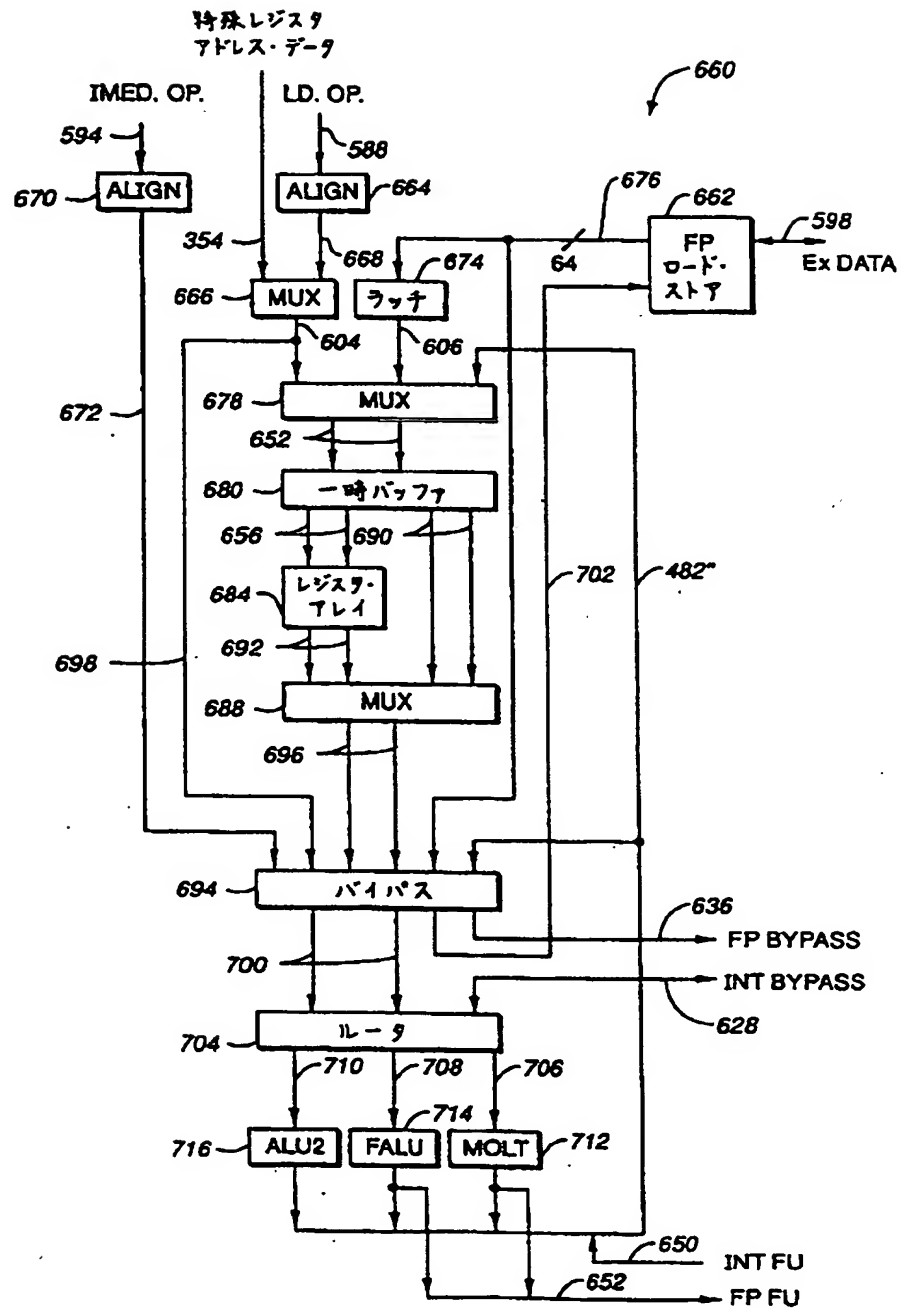 特殊レジスタ
アドレス・データ
660
IMED. OP.
LD. OP.
594
588
670
ALIGN
ALIGN
664
676
662
598
354
668
674
64
FP
ロード・
ストア
Ex DATA
666
MUX
ラッチ
604
606
678
MUX
672
652
680
一時バッファ
656
690
702
482"
684
レジスタ・
アレイ
692
698
688
MUX
696
694
バイパス
636
FP BYPASS
700
INT BYPASS
628
704
ルータ
710
708
706
714
716
ALU2
FALU
MOLT
712
650
INT FU
652
FP FU